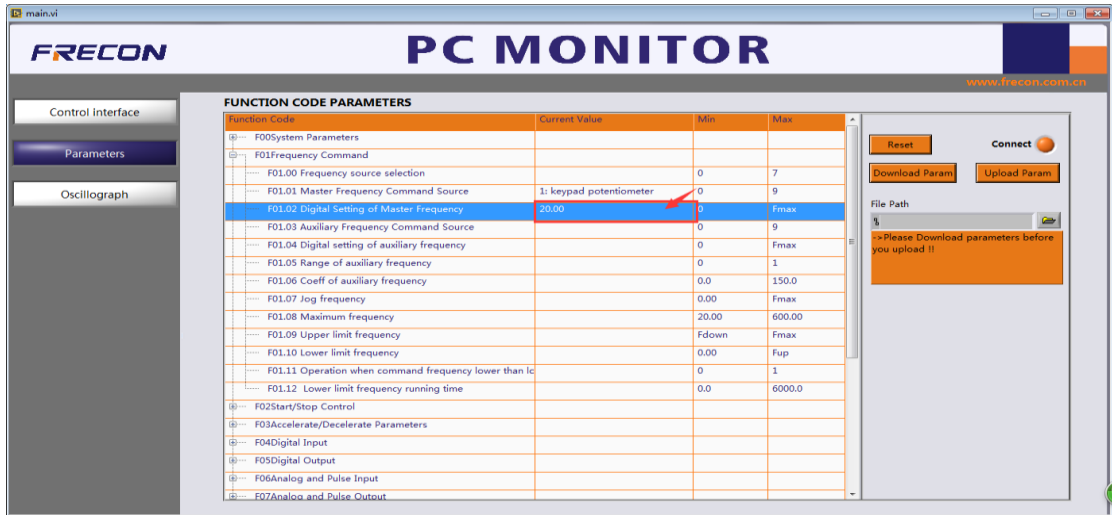 main.vi
FRECON
PC MONITOR
www.frecon.com.cn
Control interface
Parameters
Oscillograph
FUNCTION CODE PARAMETERS
Function Code Current Value Min Max
F00System Parameters
F01Frequency Command
F01.00 Frequency source selection 0 7
F01.01 Master Frequency Command Source 1: keypad potentiometer 0 9
F01.02 Digital Setting of Master Frequency 20.00 0 Fmax
F01.03 Auxiliary Frequency Command Source 0 9
F01.04 Digital setting of auxiliary frequency 0 Fmax
F01.05 Range of auxiliary frequency 0 1
F01.06 Coeff of auxiliary frequency 0.0 150.0
F01.07 Jog frequency 0.00 Fmax
F01.08 Maximum frequency 20.00 600.00
F01.09 Upper limit frequency Fdown Fmax
F01.10 Lower limit frequency 0.00 Fup
F01.11 Operation when command frequency lower than lc 0 1
F01.12 Lower limit frequency running time 0.0 6000.0
F02Start/Stop Control
F03Accelerate/Decelerate Parameters
F04Digital Input
F05Digital Output
F06Analog and Pulse Input
F07Analog and Pulse Output
Reset Connect
Download Param Upload Param
File Path
->Please Download parameters before
you upload !!